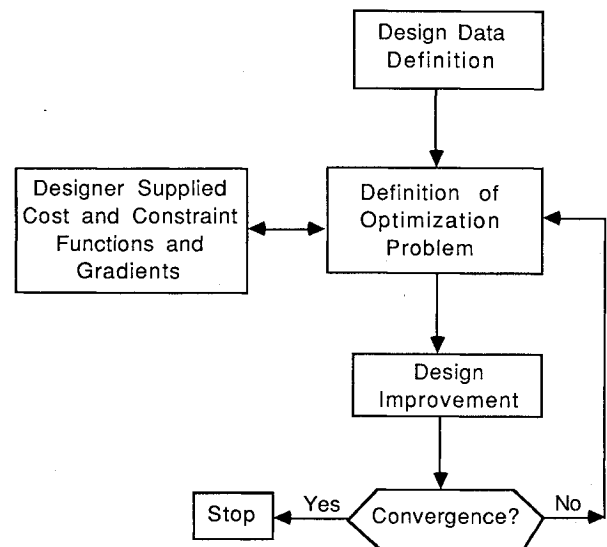 Design Data
Definition
Designer Supplied
Cost and Constraint
Functions and
Gradients
Definition of
Optimization
Problem
Design
Improvement
Stop
Yes
Convergence?
No